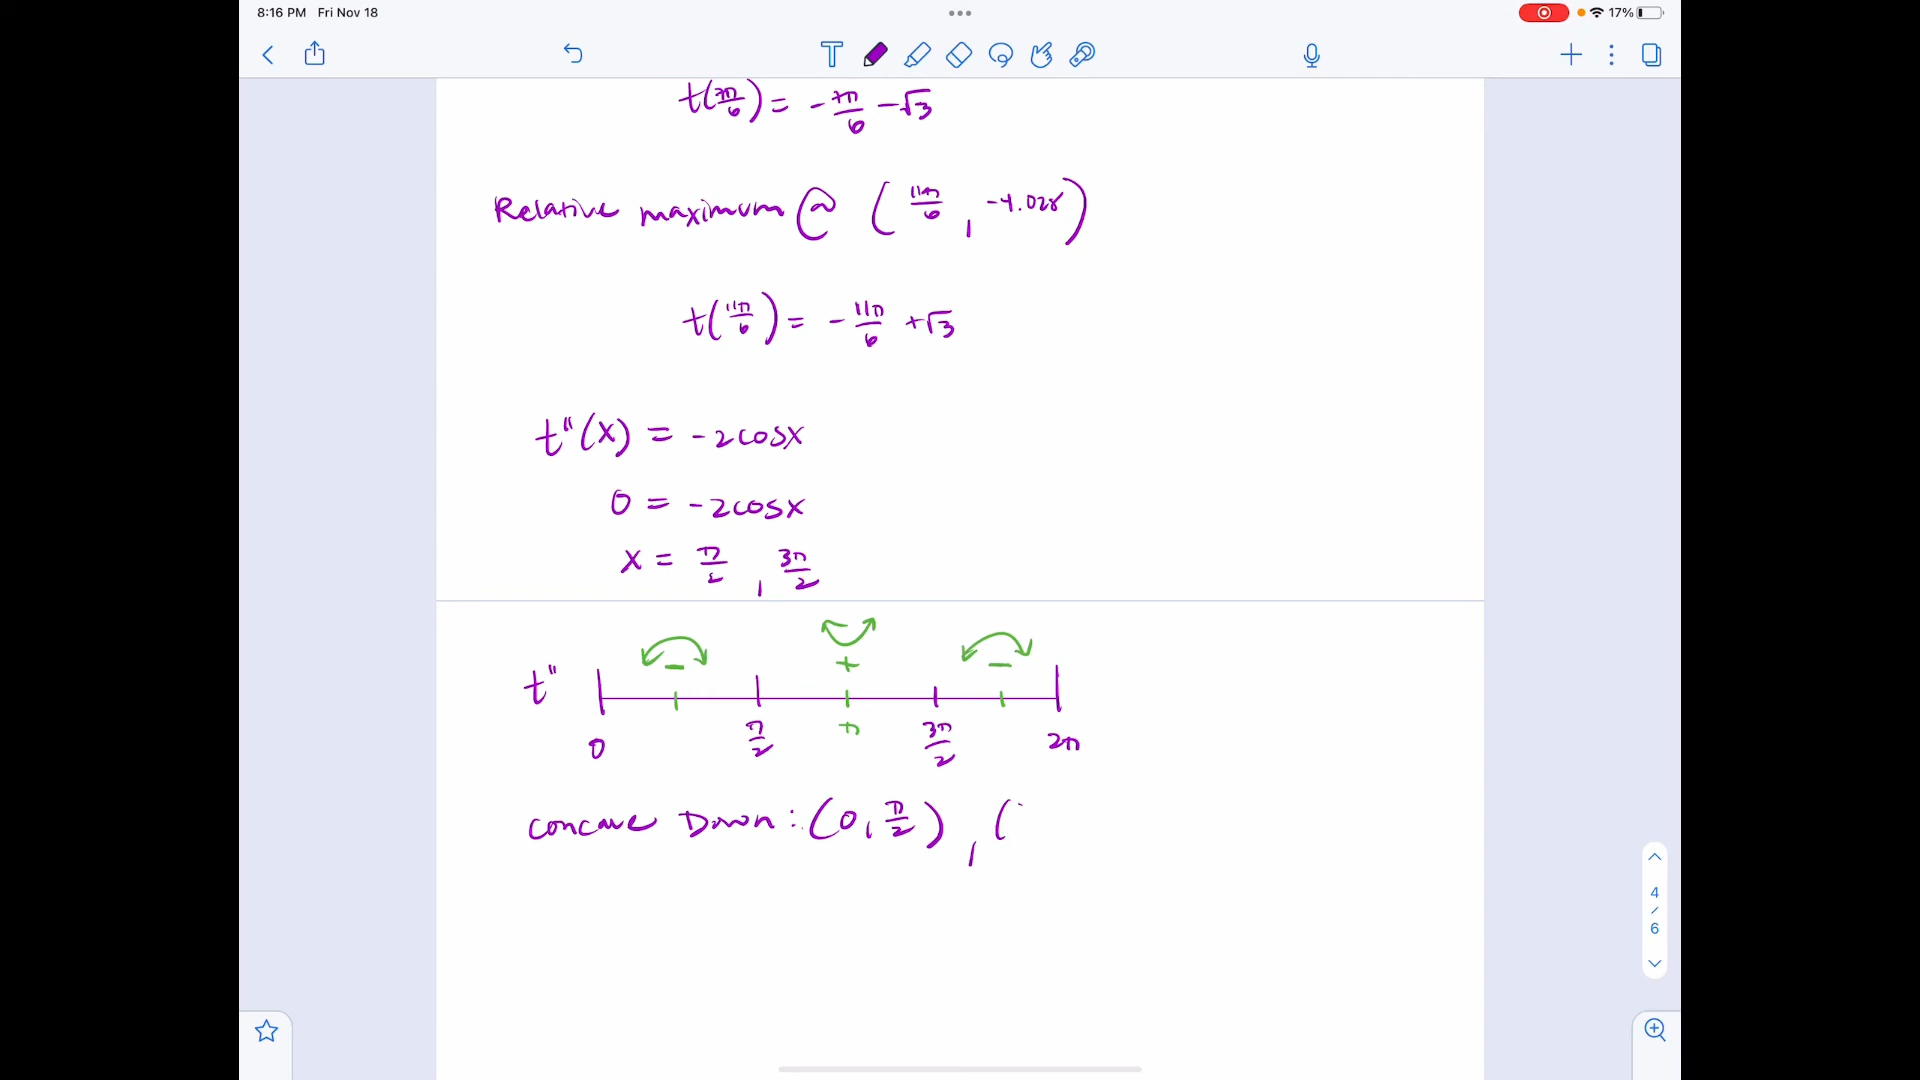 8:16 PM Fri Nov 18 17%
t(7π/6) = -7π/6 - √3
Relative maximum @ (11π/6, -4.028)
t(11π/6) = -11π/6 + √3
t"(x) = -2cosx
0 = -2cosx
x = π/2, 3π/2
- + -
t"
0 π/2 π 3π/2 2π
concave Down: (0, π/2), (
4
/
6